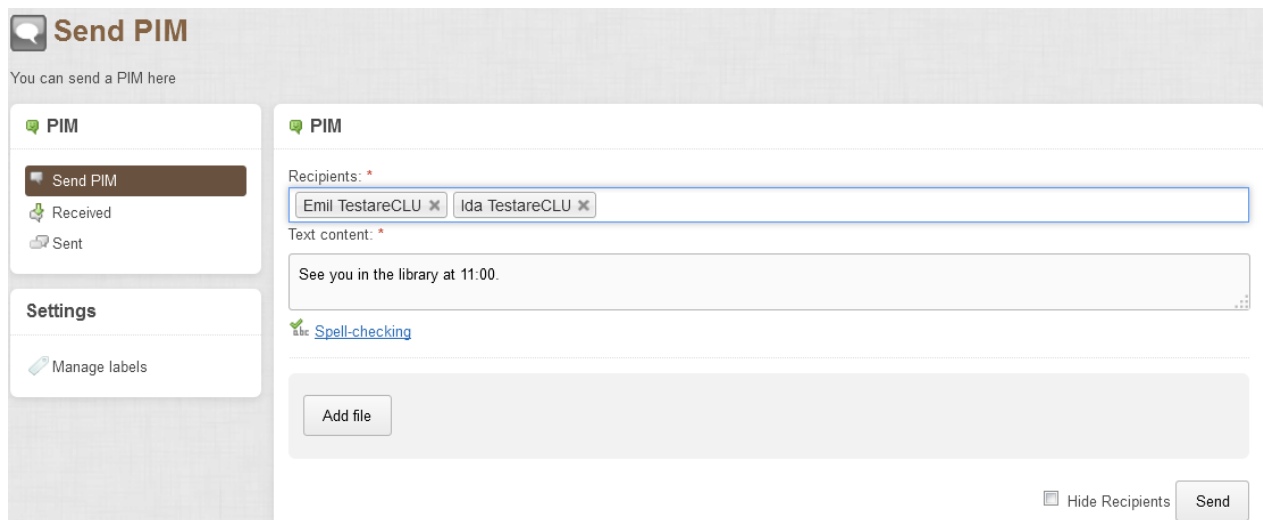 Send PIM
You can send a PIM here
PIM
Send PIM
Received
Sent
Settings
Manage labels
PIM
Recipients: *
Emil TestareCLU Ida TestareCLU
Text content: *
See you in the library at 11:00.
abc Spell-checking
Add file
Hide Recipients Send